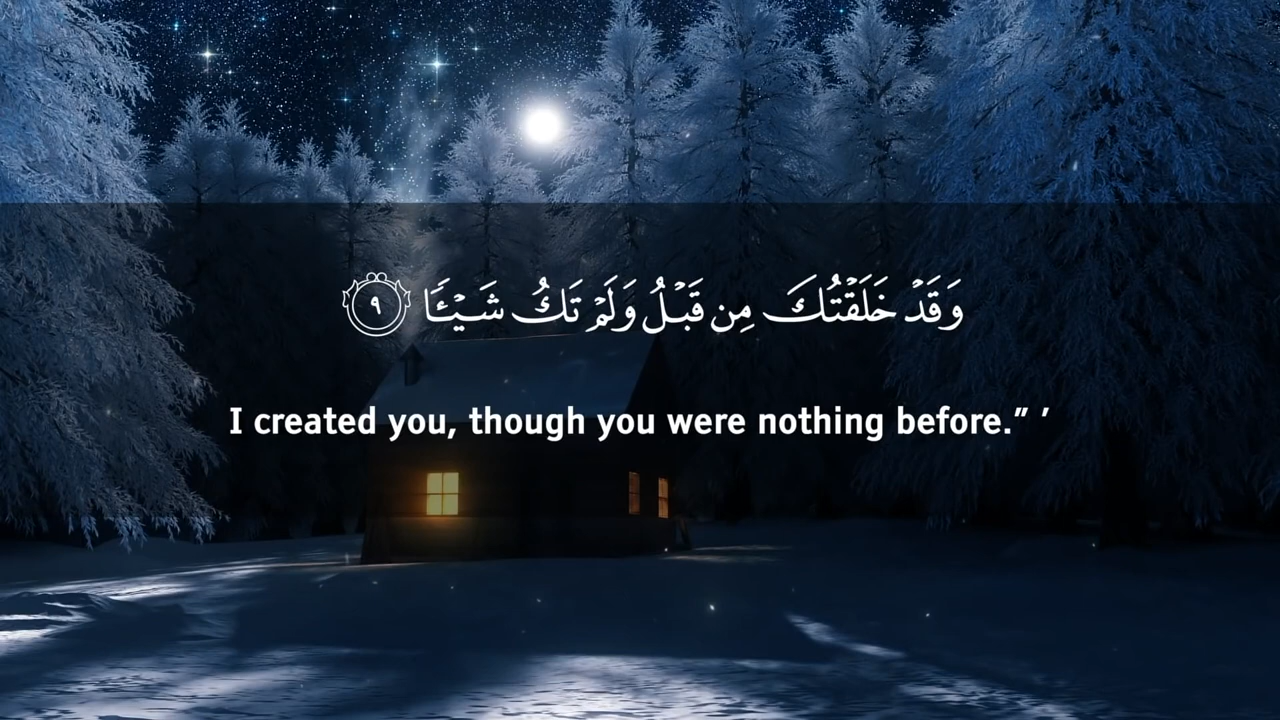 وَقَدْ خَلَقْتُكَ مِن قَبْلُ وَلَمْ تَكُ شَيْـًٔا ٩
I created you, though you were nothing before.” ’